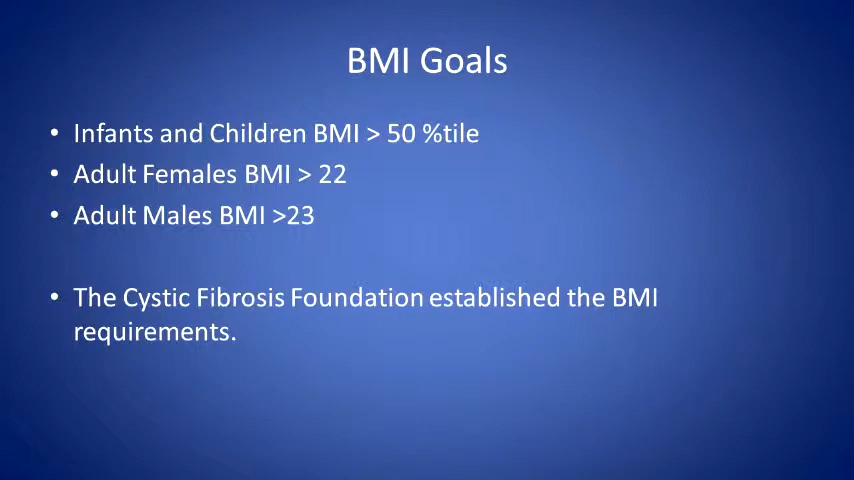 BMI Goals
• Infants and Children BMI > 50 %tile
• Adult Females BMI > 22
• Adult Males BMI >23
• The Cystic Fibrosis Foundation established the BMI
requirements.